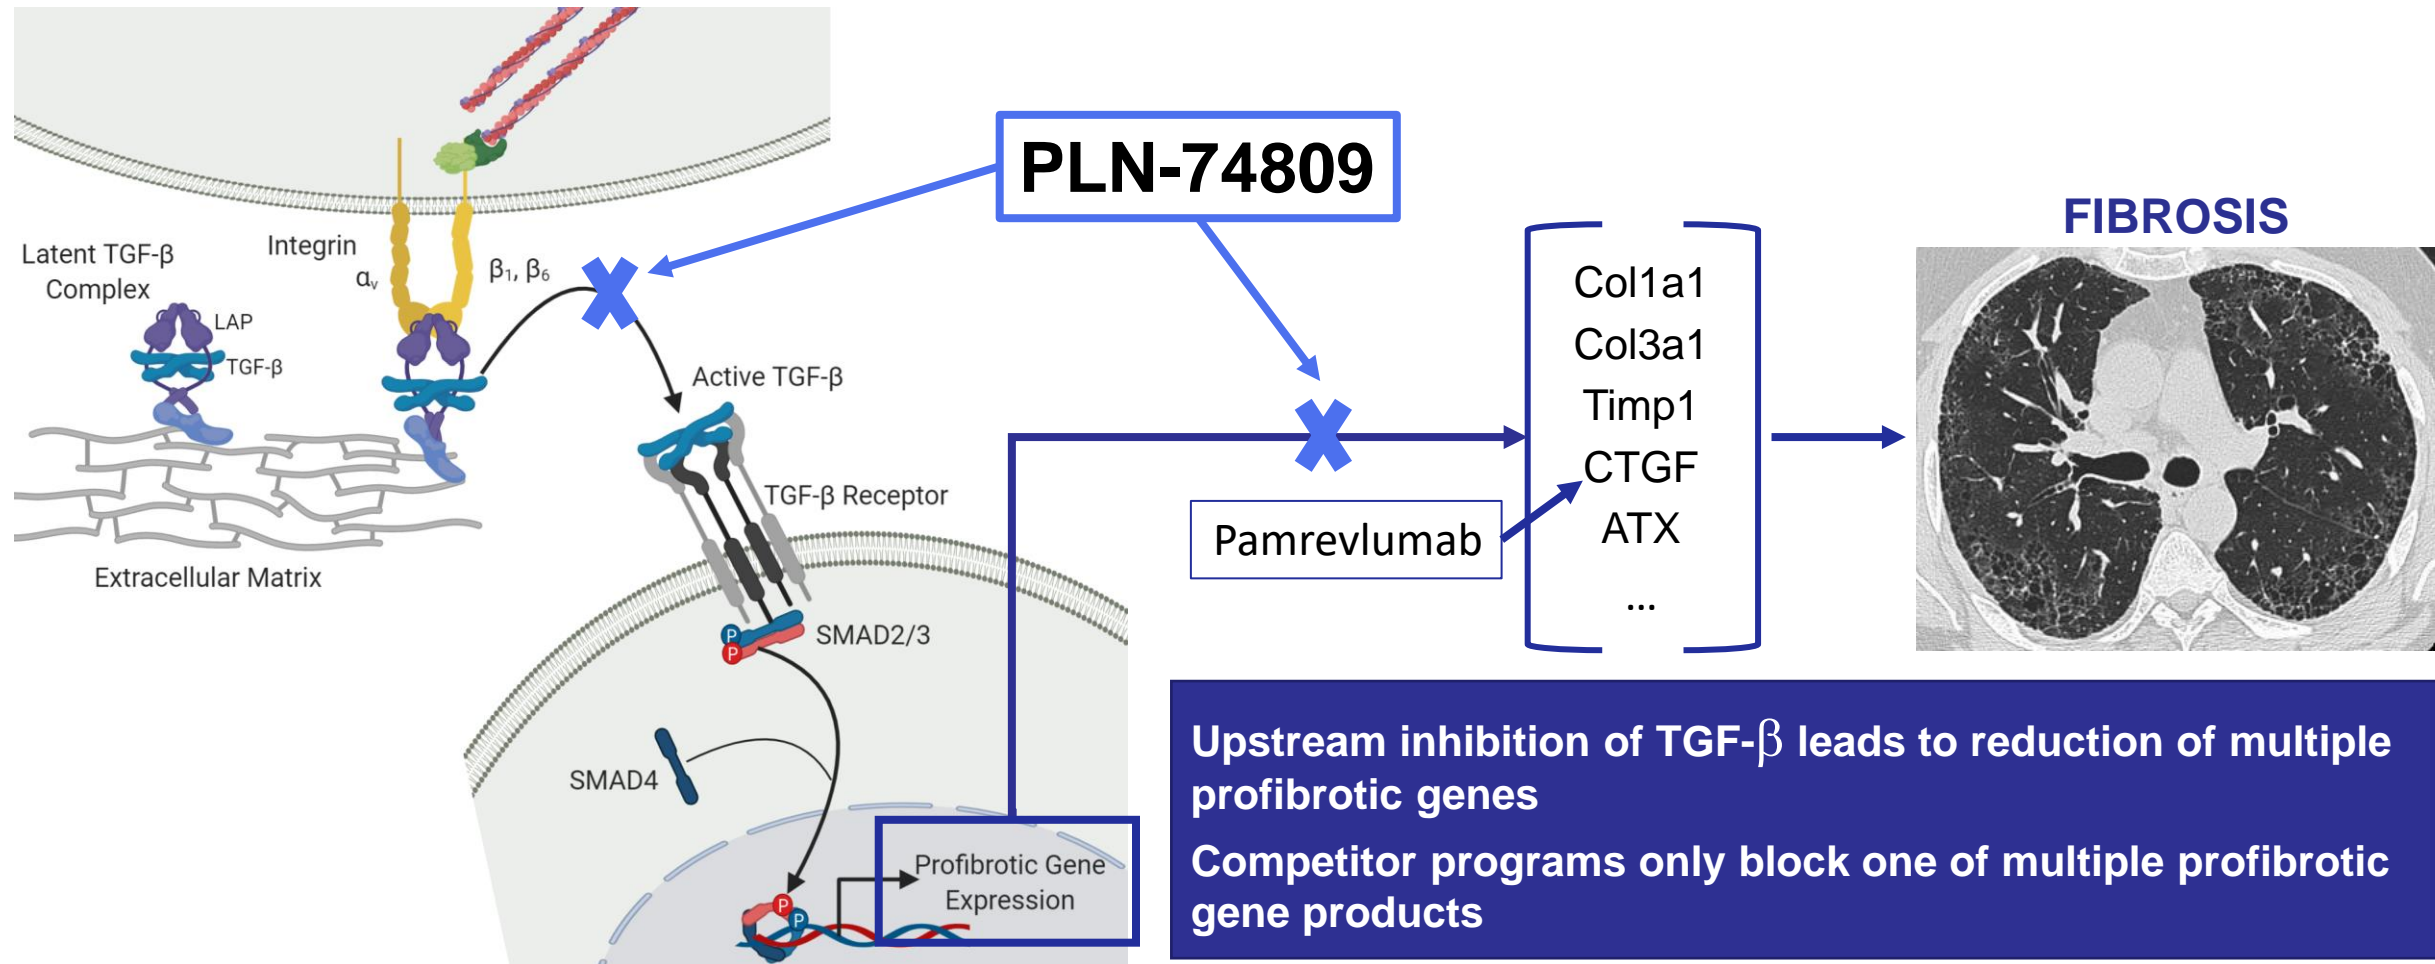 PLN-74809
FIBROSIS
Latent TGF-β
Complex
Integrin
αv
β1, β6
LAP
TGF-β
Active TGF-β
TGF-β Receptor
Extracellular Matrix
SMAD2/3
P
P
SMAD4
Profibrotic Gene
Expression
P
P
Col1a1
Col3a1
Timp1
CTGF
ATX
...
Pamrevlumab
Upstream inhibition of TGF-β leads to reduction of multiple
profibrotic genes
Competitor programs only block one of multiple profibrotic
gene products